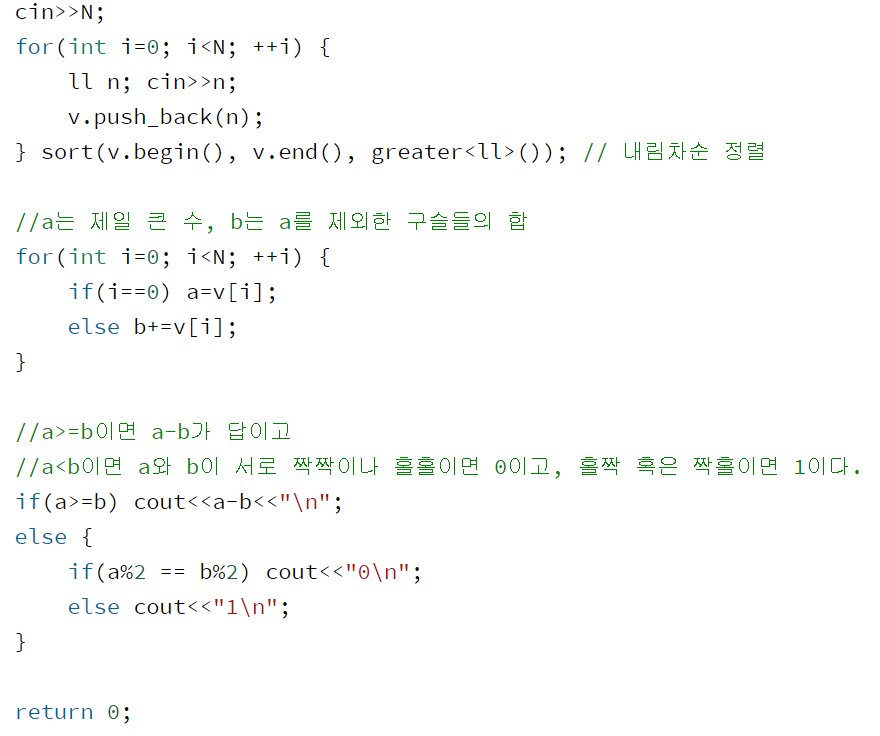 cin>>N;
for(int i=0; i<N; ++i) {
    ll n; cin>>n;
    v.push_back(n);
} sort(v.begin(), v.end(), greater<ll>()); // 내림차순 정렬

//a는 제일 큰 수, b는 a를 제외한 구슬들의 합
for(int i=0; i<N; ++i) {
    if(i==0) a=v[i];
    else b+=v[i];
}

//a>=b이면 a-b가 답이고
//a<b이면 a와 b이 서로 짝짝이나 홀홀이면 0이고, 홀짝 혹은 짝홀이면 1이다.
if(a>=b) cout<<a-b<<"\n";
else {
    if(a%2 == b%2) cout<<"0\n";
    else cout<<"1\n";
}

return 0;